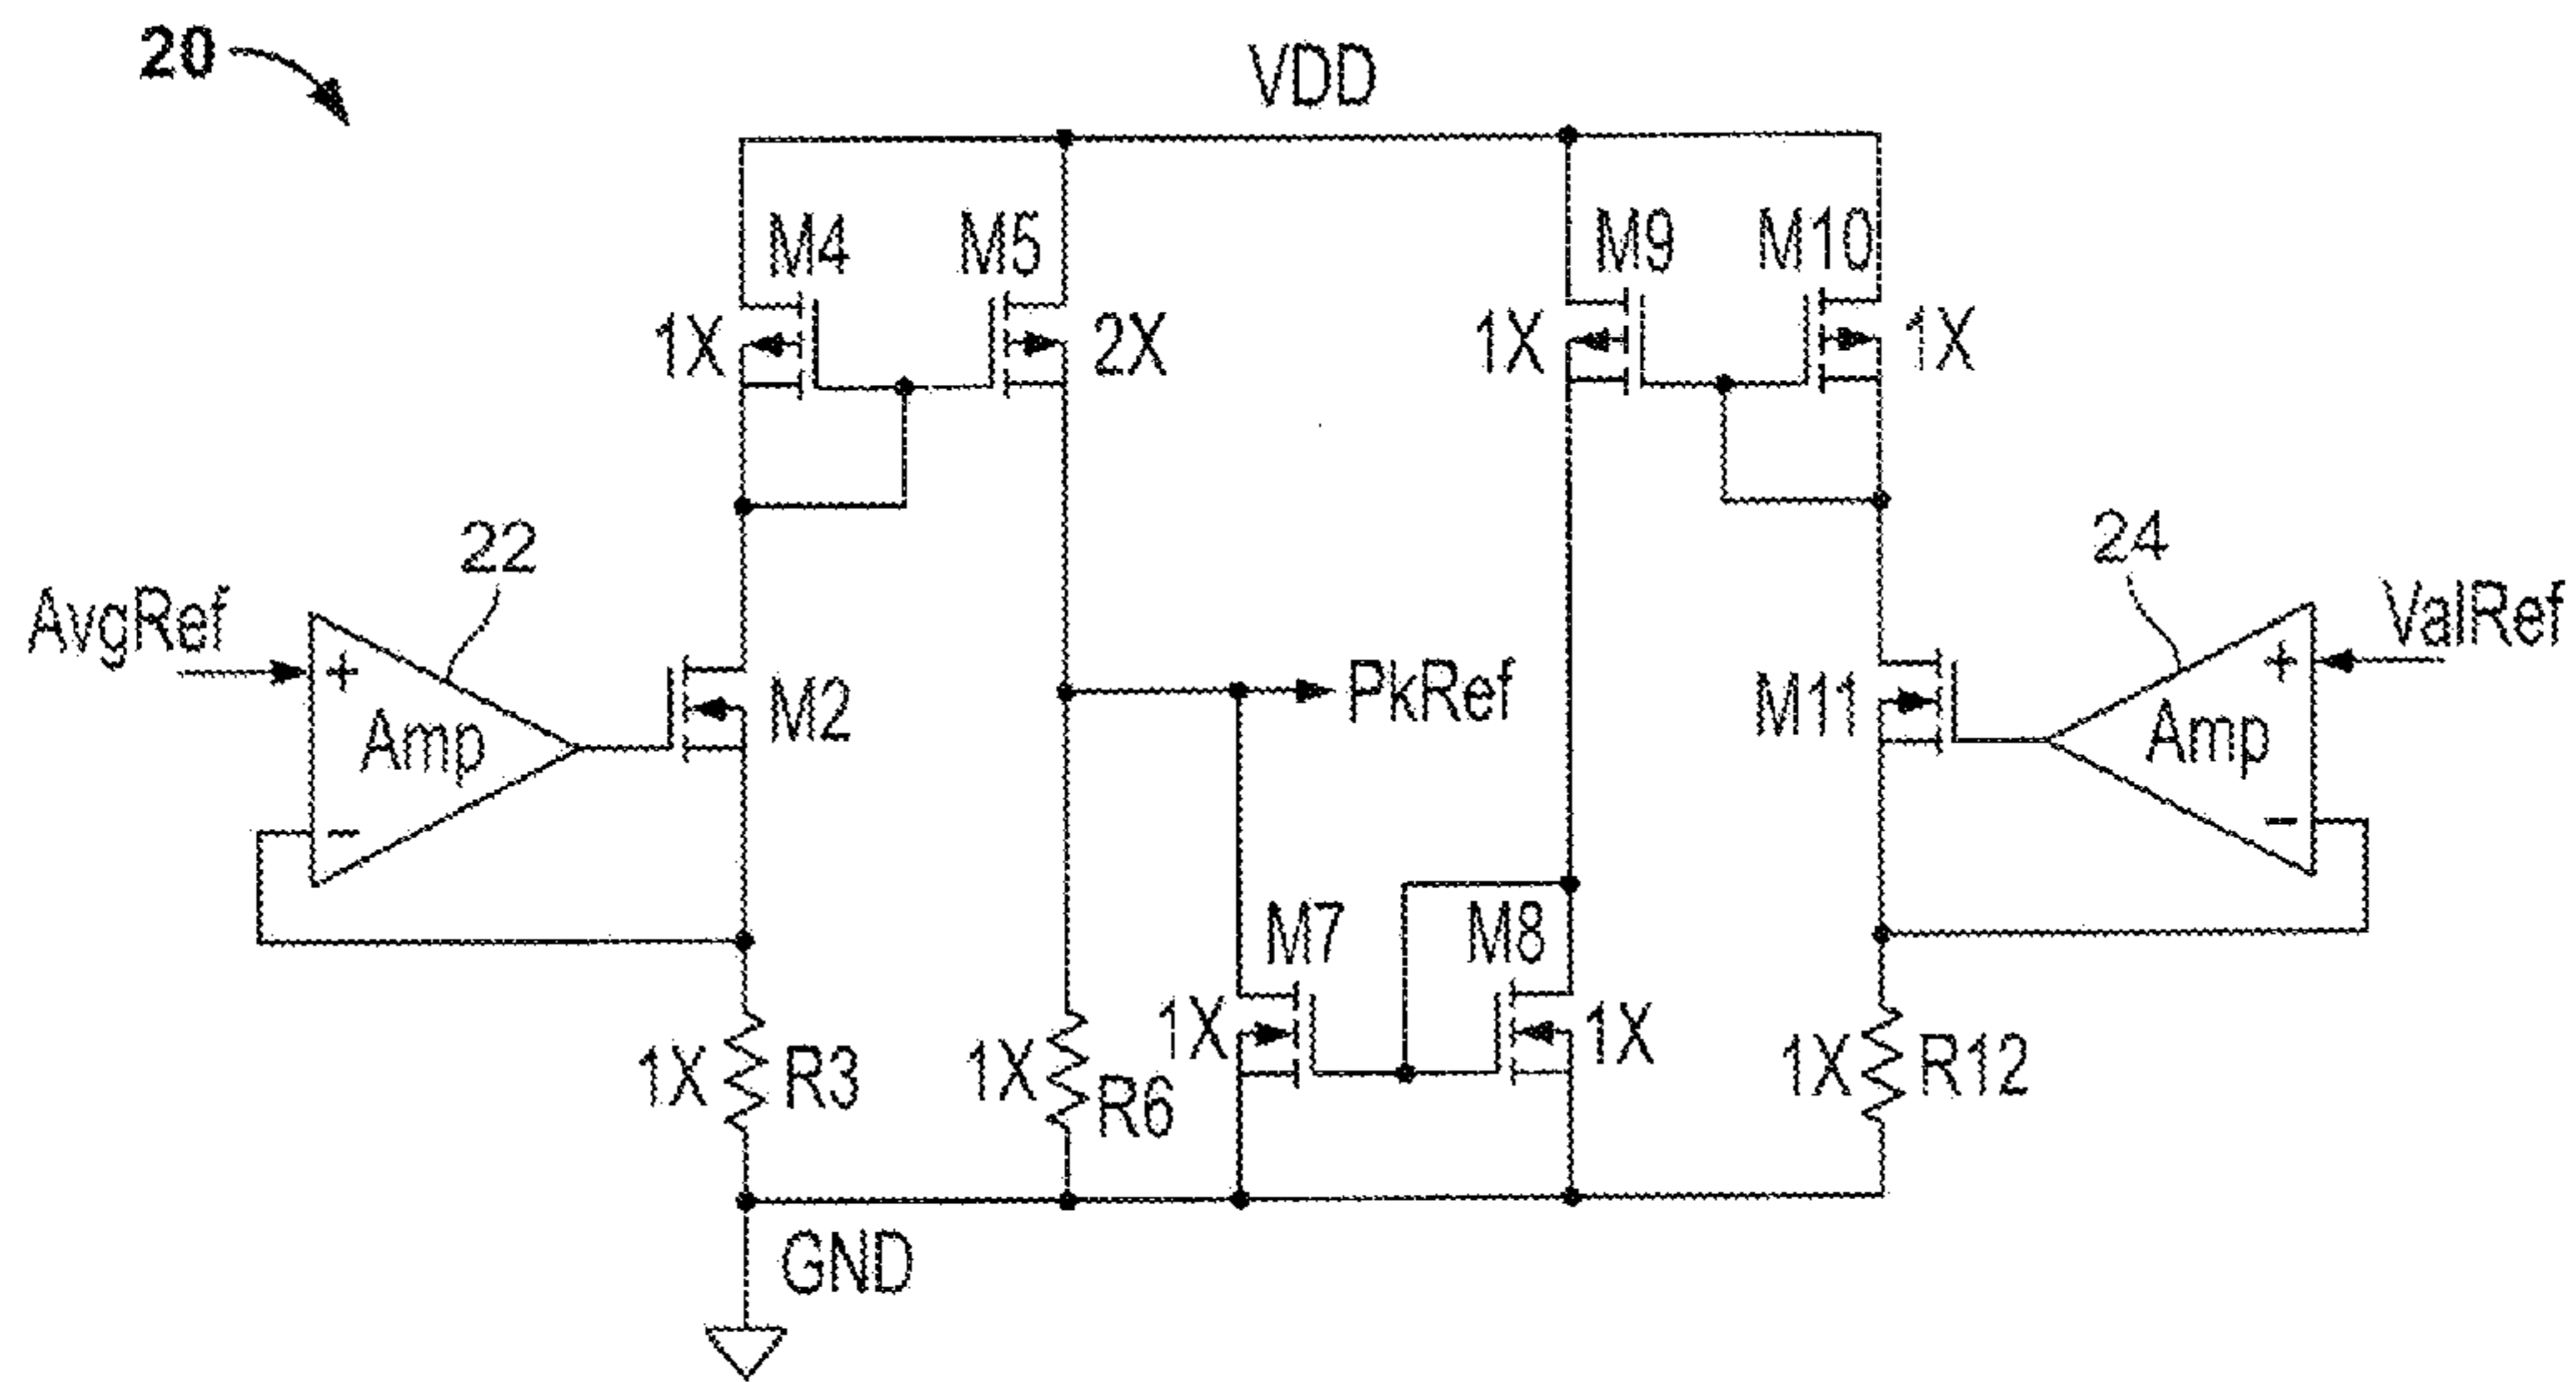 20
VDD
M4 M5 M9 M10
1X 2X 1X 1X
22 24
AvgRef ValRef
+ +
Amp M2 PkRef M11 Amp
- -
M7 M8
1X 1X
1X R3 1X R6 1X R12
GND